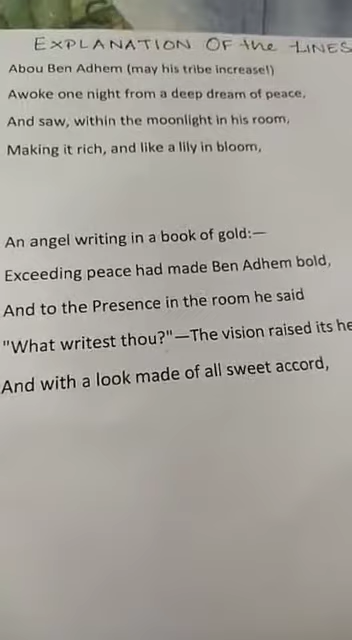 EXPLANATION OF the LINES
Abou Ben Adhem (may his tribe increase!)
Awoke one night from a deep dream of peace,
And saw, within the moonlight in his room,
Making it rich, and like a lily in bloom,
An angel writing in a book of gold:—
Exceeding peace had made Ben Adhem bold,
And to the Presence in the room he said
"What writest thou?"—The vision raised its he
And with a look made of all sweet accord,